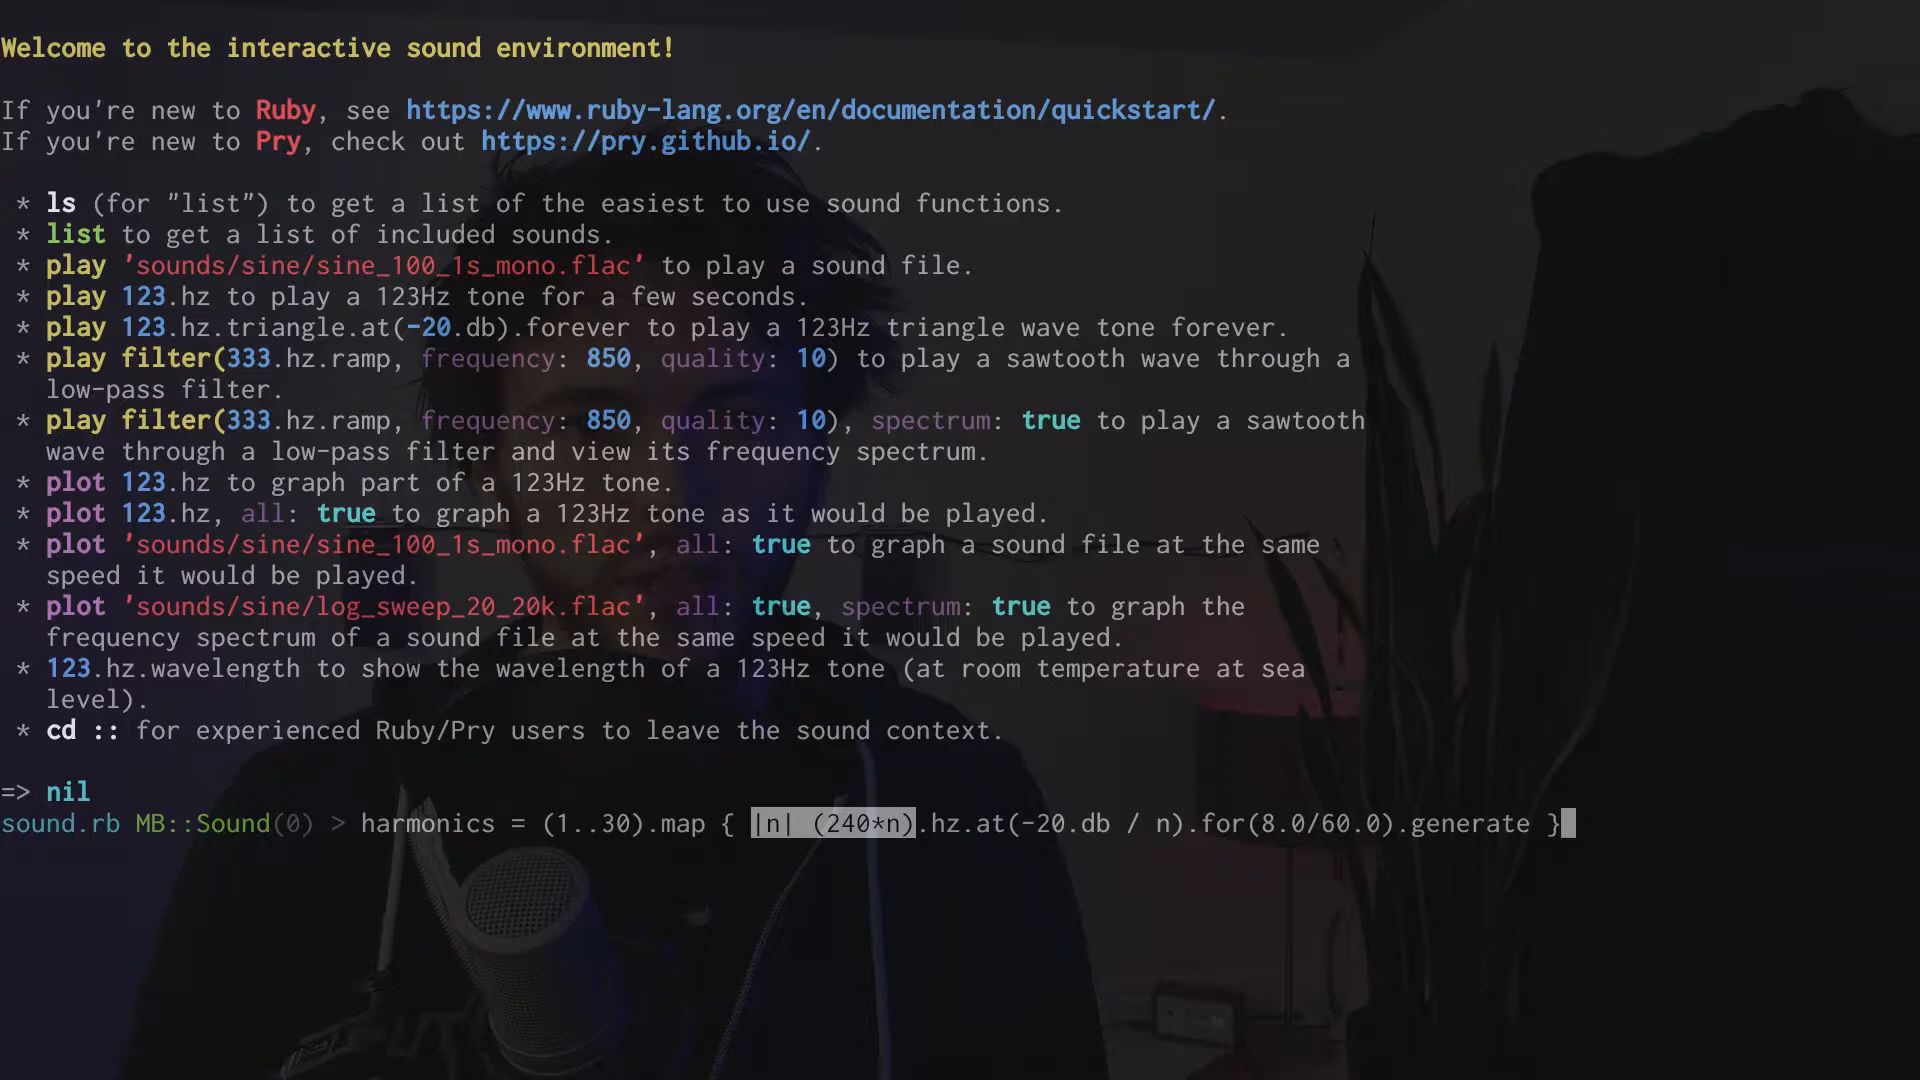 Welcome to the interactive sound environment!
If you're new to Ruby, see https://www.ruby-lang.org/en/documentation/quickstart/.
If you're new to Pry, check out https://pry.github.io/.
* ls (for "list") to get a list of the easiest to use sound functions.
* list to get a list of included sounds.
* play 'sounds/sine/sine_100_1s_mono.flac' to play a sound file.
* play 123.hz to play a 123Hz tone for a few seconds.
* play 123.hz.triangle.at(-20.db).forever to play a 123Hz triangle wave tone forever.
* play filter(333.hz.ramp, frequency: 850, quality: 10) to play a sawtooth wave through a
low-pass filter.
* play filter(333.hz.ramp, frequency: 850, quality: 10), spectrum: true to play a sawtooth
wave through a low-pass filter and view its frequency spectrum.
* plot 123.hz to graph part of a 123Hz tone.
* plot 123.hz, all: true to graph a 123Hz tone as it would be played.
* plot 'sounds/sine/sine_100_1s_mono.flac', all: true to graph a sound file at the same
speed it would be played.
* plot 'sounds/sine/log_sweep_20_20k.flac', all: true, spectrum: true to graph the
frequency spectrum of a sound file at the same speed it would be played.
* 123.hz.wavelength to show the wavelength of a 123Hz tone (at room temperature at sea
level).
* cd :: for experienced Ruby/Pry users to leave the sound context.
=> nil
sound.rb MB::Sound(0) > harmonics = (1..30).map { |n| (240*n).hz.at(-20.db / n).for(8.0/60.0).generate }